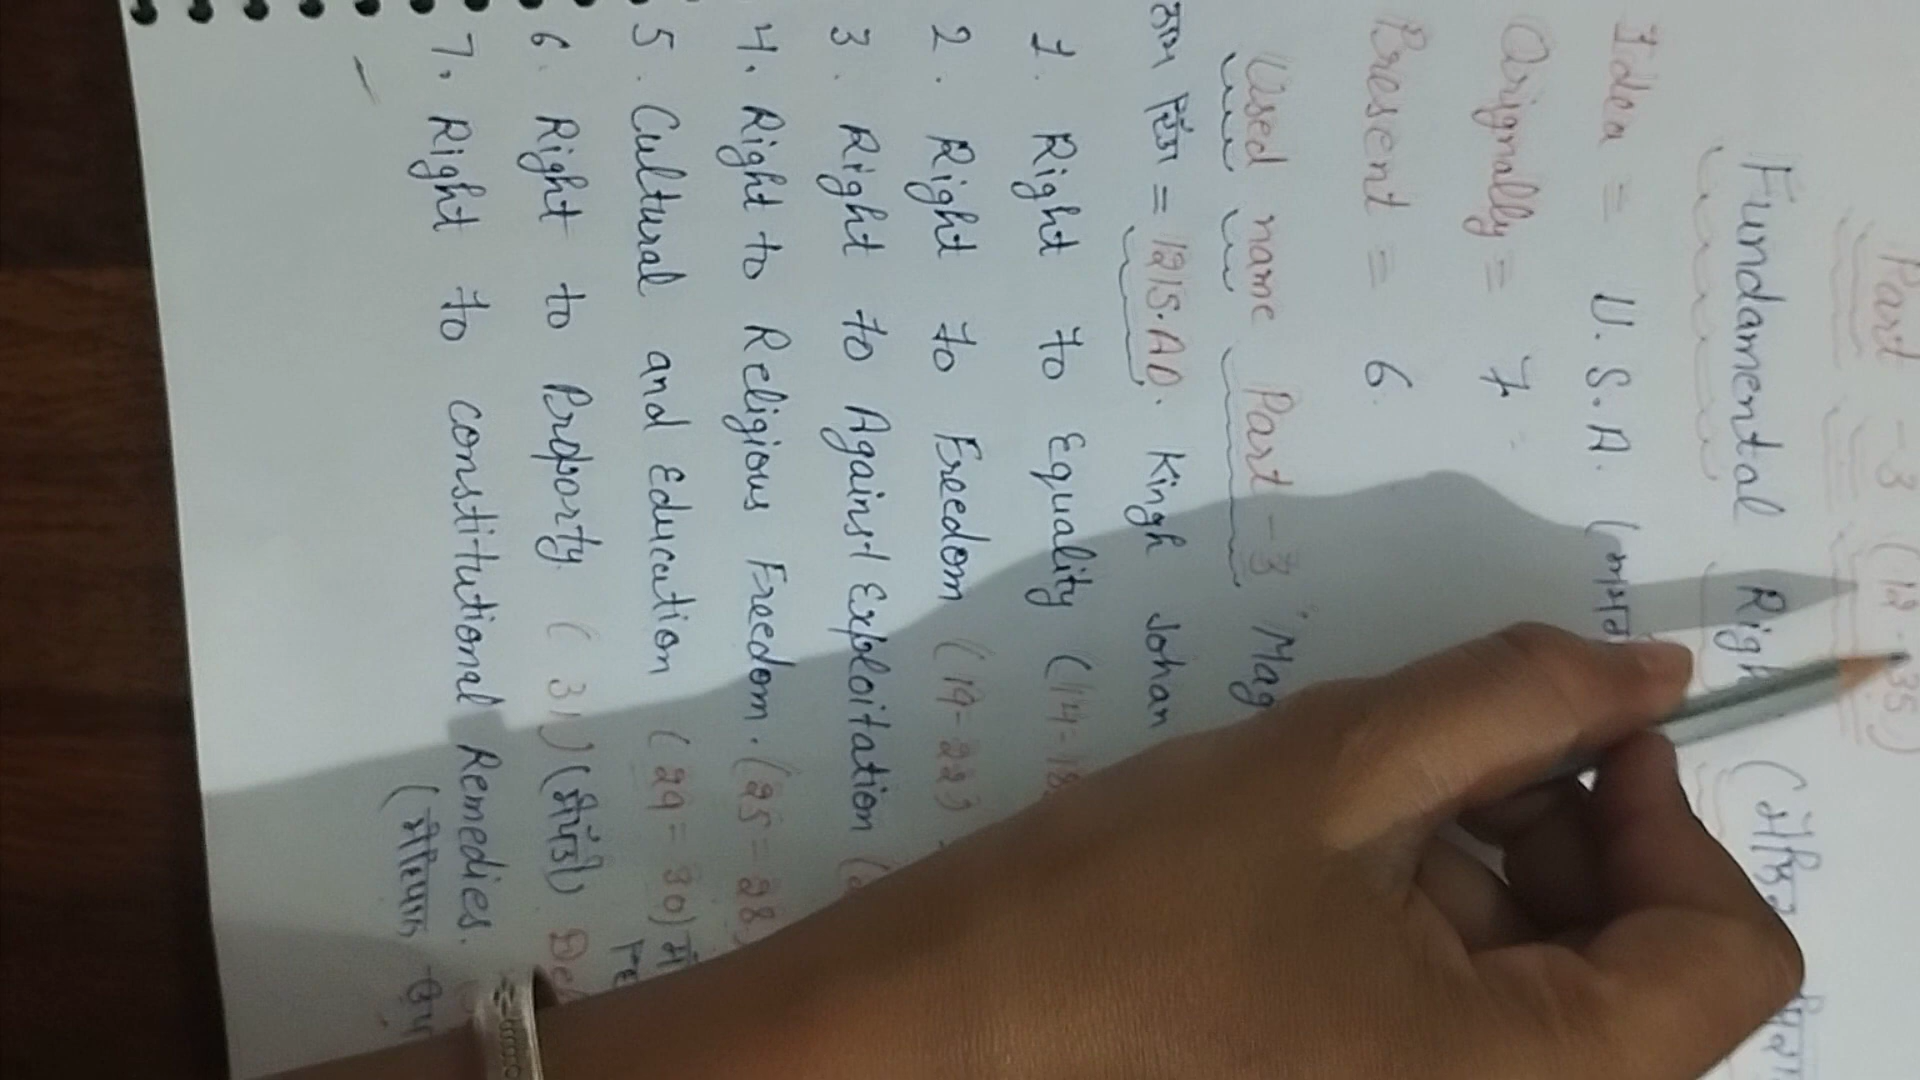 Part - 3 (12-35)
Fundamental Righ (मौलिक
Idea = U.S.A.
Orignally = 7
Present = 6.
Used name Part - 3 "Mag
= 1215.AD. Kingh Johan
1. Right to Equality (14-18
2. Right to Freedom (19-22)
3. Right to Against Exploitation (
4. Right to Religious Freedom. (25-28)
5. Cultural and Education (29=30)
6. Right to Proporty. (31) (संपत्ति) Del
7. Right to constitutional Remedies.